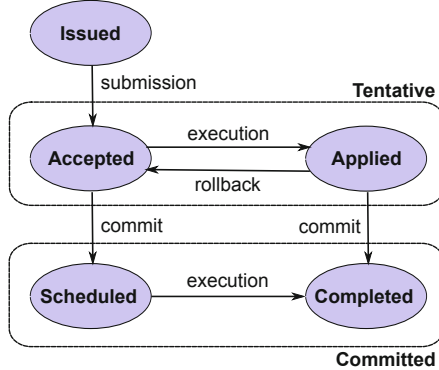 Issued
submission
Tentative
execution
Accepted
Applied
rollback
commit
commit
Scheduled
execution
Completed
Committed